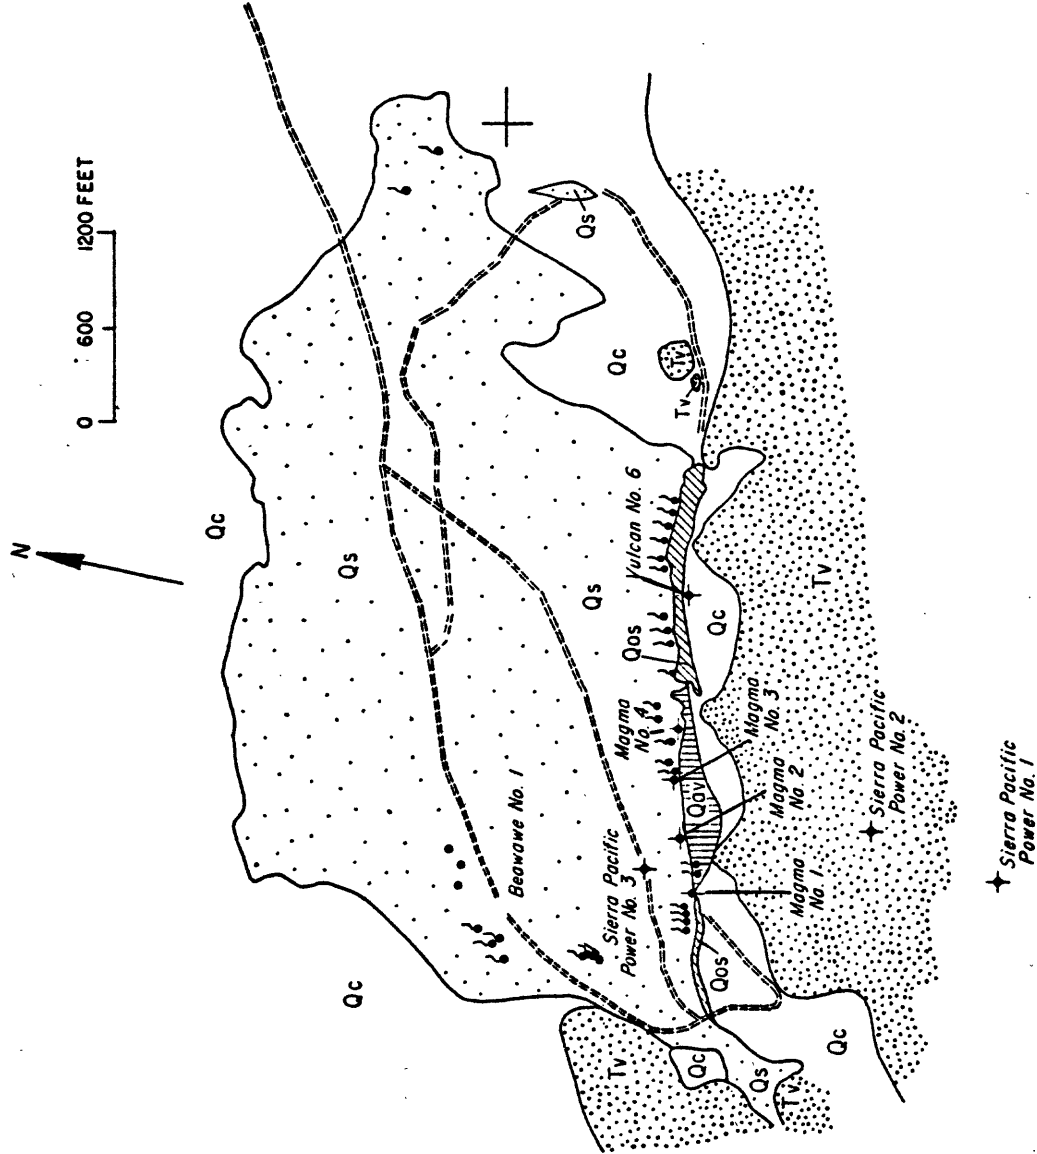 N
0 600 1200 FEET
Qc
Qs
Qs
Qc
Tv
Tv
Qs
Vulcan No. 6
Qos
Qc
Tv
Magma
No. 4
Magma
No. 3
Qav
Magma
No. 2
Sierra Pacific
Power No. 2
Beowawe No. 1
Sierra Pacific
Power No. 3
Magma
No. 1
Sierra Pacific
Power No. 1
Qos
Qc
Qc
Tv
Qc
Qs
Tv